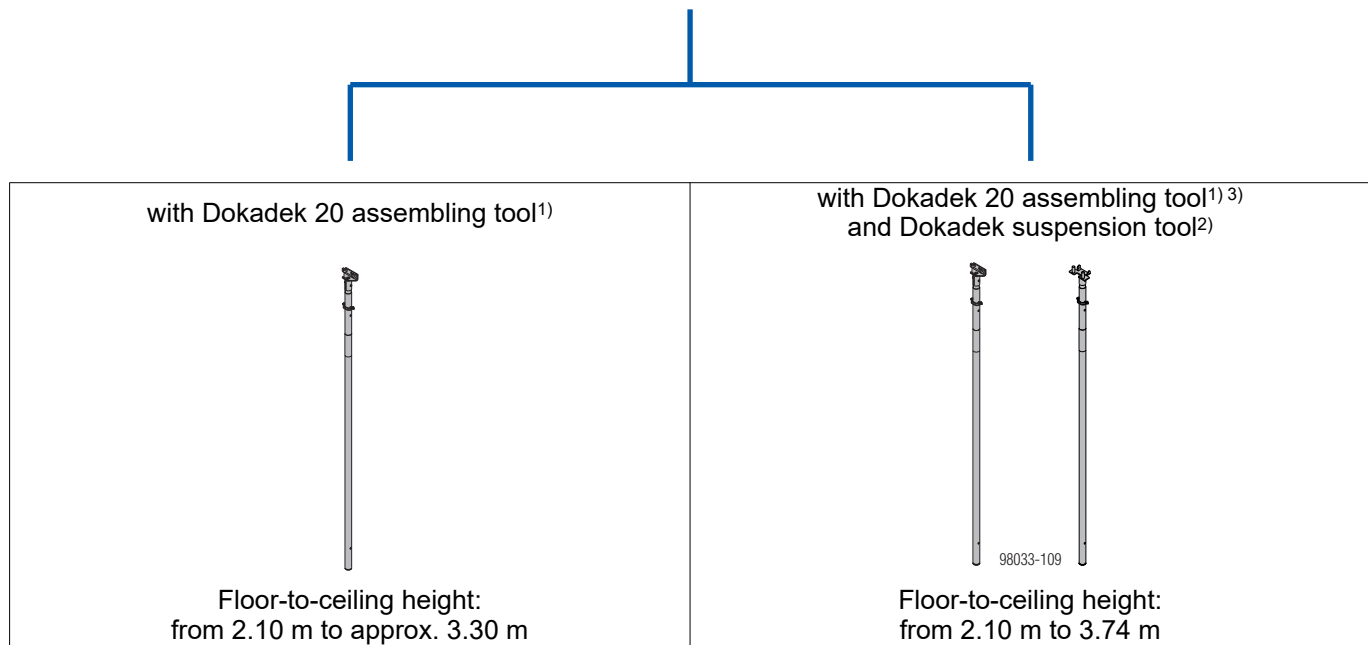 with Dokadek 20 assembling tool1)
Floor-to-ceiling height:
from 2.10 m to approx. 3.30 m
with Dokadek 20 assembling tool1) 3)
and Dokadek suspension tool2)
98033-109
Floor-to-ceiling height:
from 2.10 m to 3.74 m